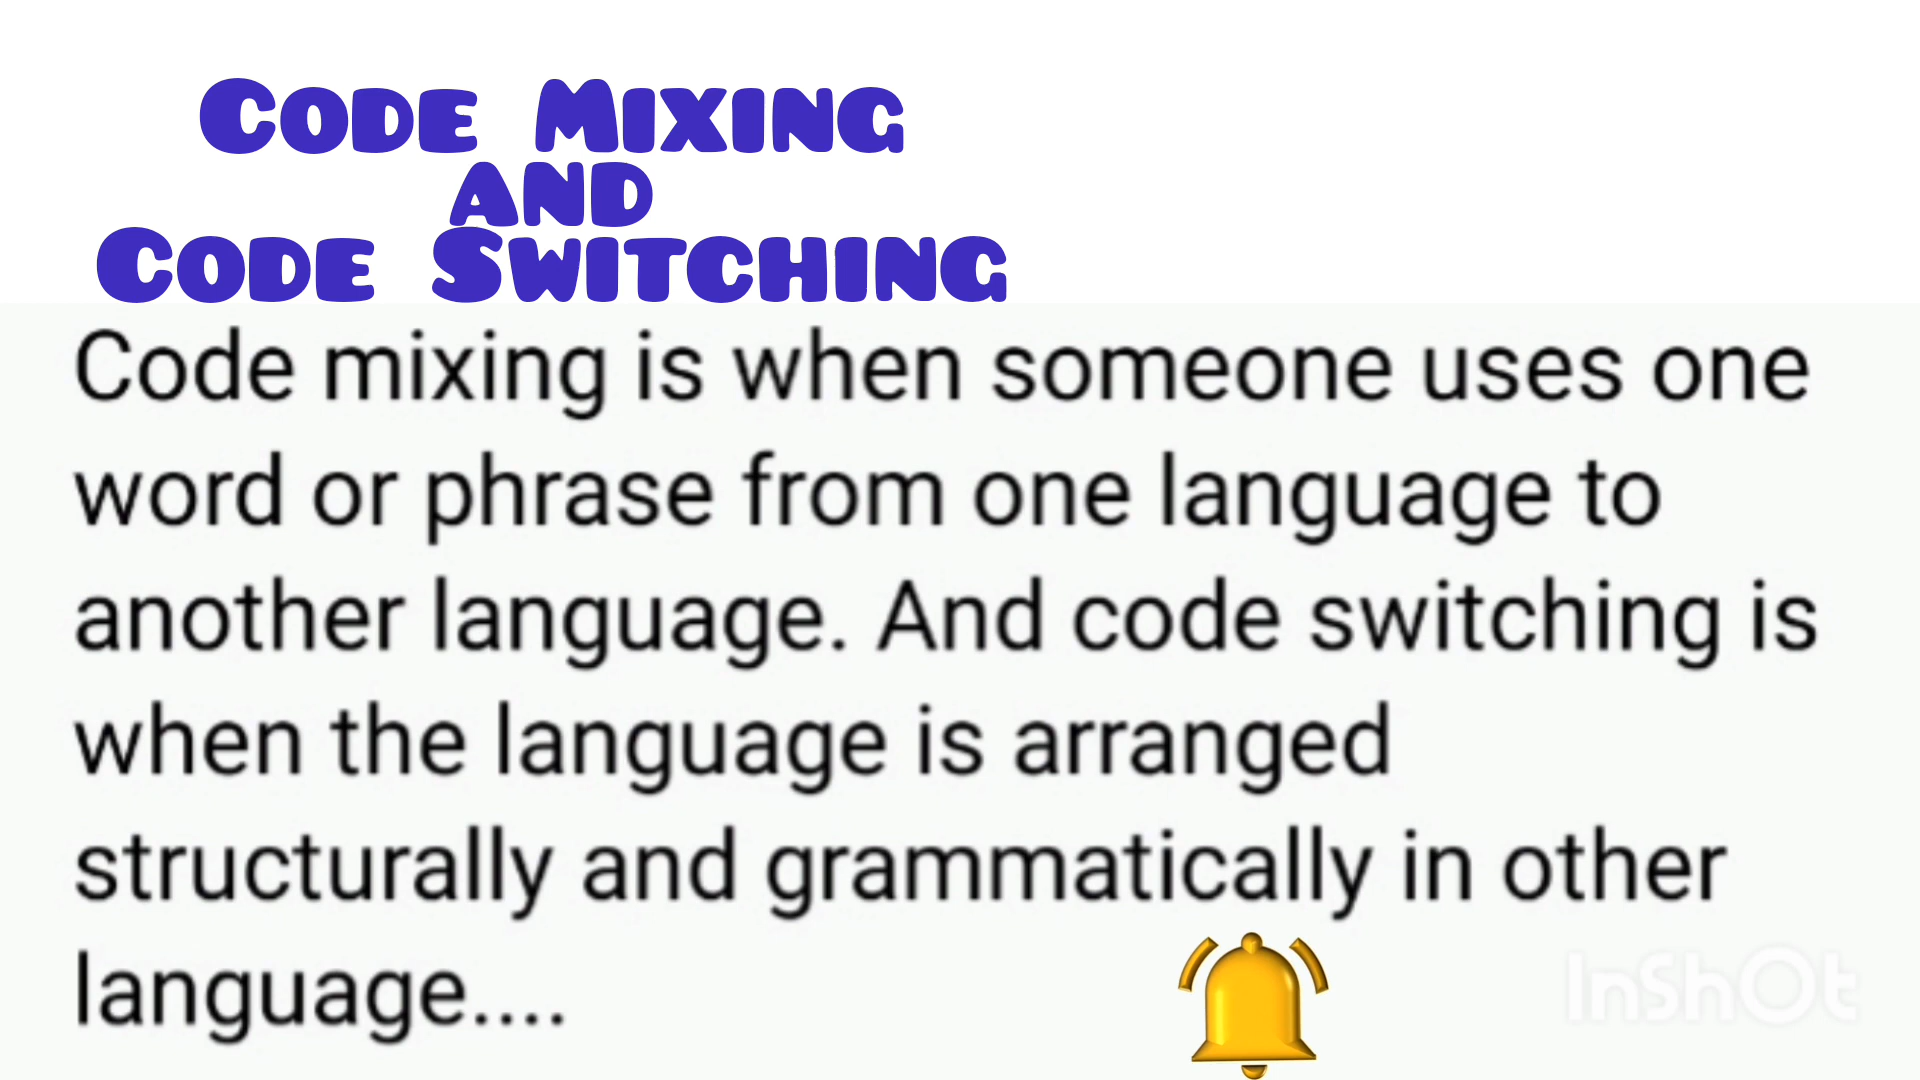 Code Mixing
and
Code Switching
Code mixing is when someone uses one
word or phrase from one language to
another language. And code switching is
when the language is arranged
structurally and grammatically in other
language....
InShOt